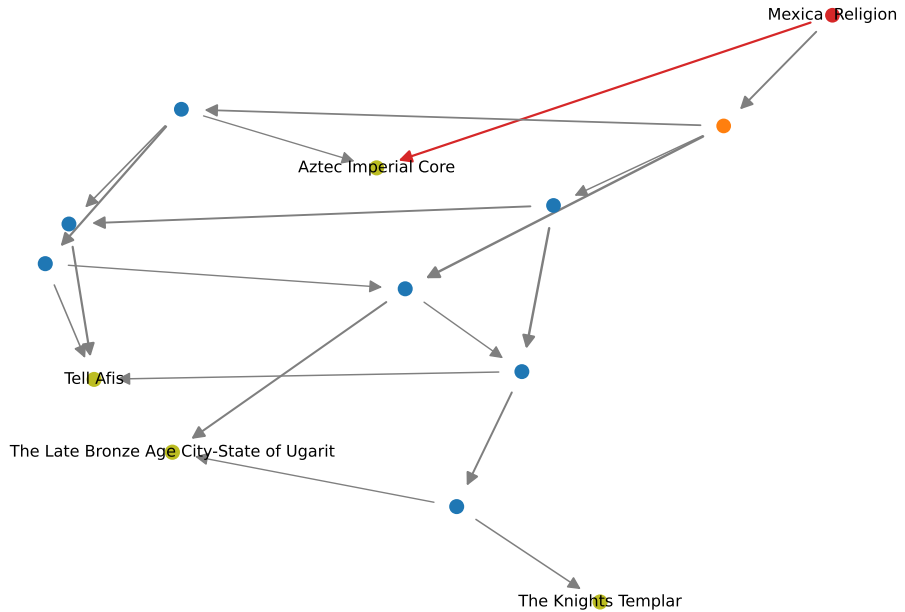 Mexica Religion
Aztec Imperial Core
Tell Afis
The Late Bronze Age City-State of Ugarit
The Knights Templar